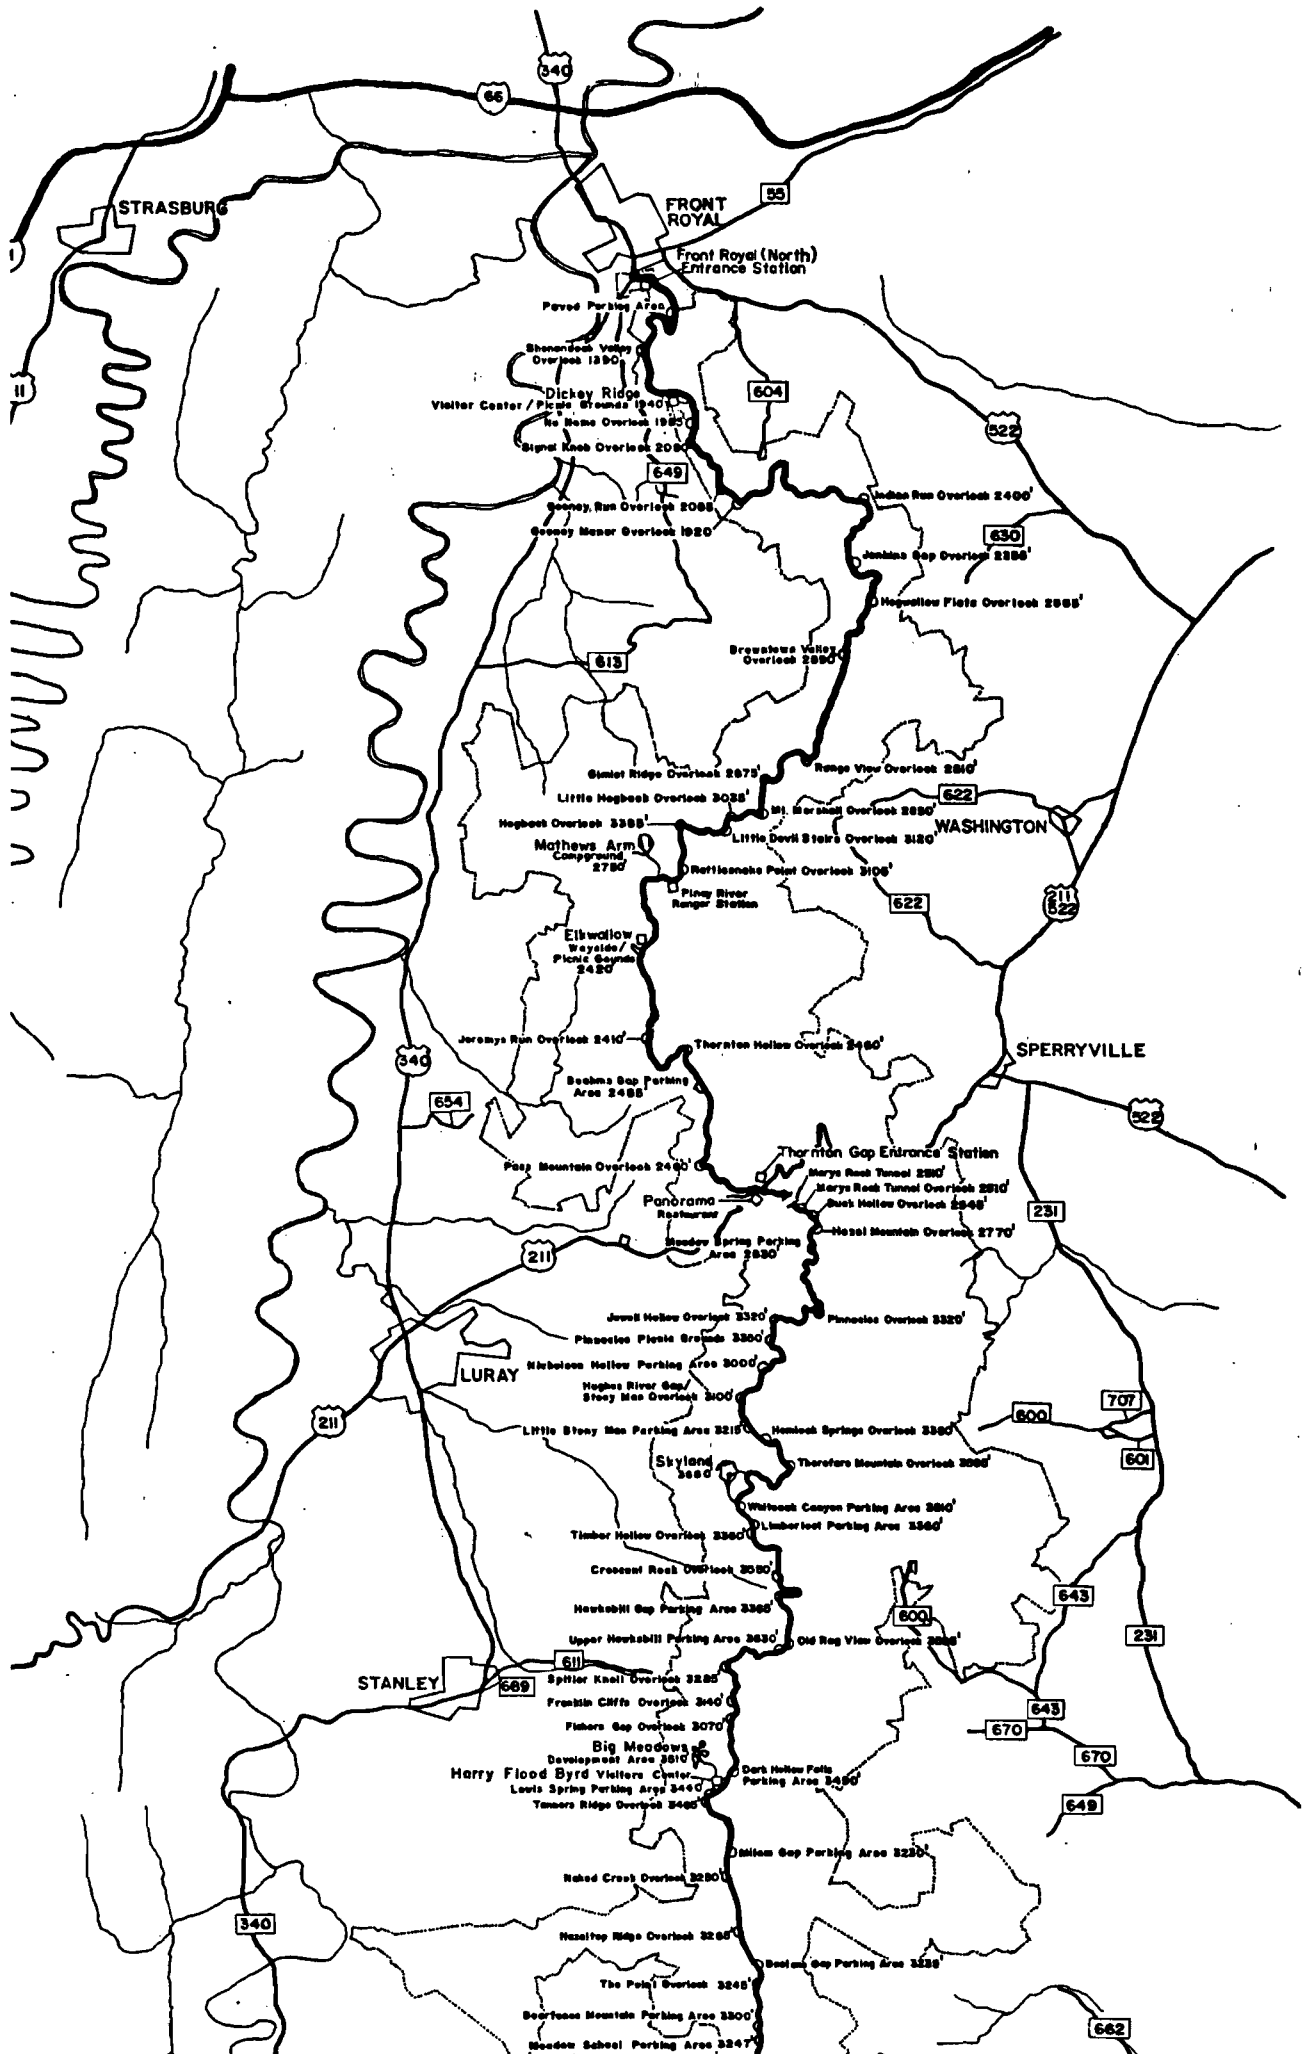 340
66
55
STRASBURG
FRONT
ROYAL
Front Royal (North)
Entrance Station
Paved Parking Area
Shenandoah Valley
Overlook 1390'
11
Dickey Ridge
Visitor Center / Picnic Grounds 1940'
604
No Name Overlook
522
Signal Knob Overlook
649
Indian Run Overlook 2400'
Gooney Run Overlook 2085'
Gooney Manor Overlook 1920'
630
Jenkins Gap Overlook
Hogwallow Flats Overlook 2665'
Browntown Valley
Overlook 2890'
613
Range View Overlook 2810'
Gimlet Ridge Overlook 2675'
622
Little Hogback Overlook 3035'
Mt. Marshall Overlook 2850'
Hogback Overlook 3385'
WASHINGTON
Little Devil Stairs Overlook 3120'
Mathews Arm
Campground
2750'
Rattlesnake Point Overlook 3105'
Piney River
Ranger Station
622
211
522
Elkwallow
Wayside/
Picnic Gounds
2420'
Jeremys Run Overlook 2410'
Thornton Hollow Overlook 2460'
SPERRYVILLE
340
Beahms Gap Parking
Area 2485'
654
522
Thornton Gap Entrance Station
Pass Mountain Overlook 2460'
Marys Rock Tunnel 2510'
Marys Rock Tunnel Overlook 2510'
Panorama
Restaurant
Buck Hollow Overlook
231
Hazel Mountain Overlook 2770'
Meadow Spring Parking
Area 2830'
211
Jewell Hollow Overlook 3320'
Pinnacles Overlook 3320'
Pinnacles Picnic Grounds 3350'
Nicholson Hollow Parking Area 3000'
LURAY
Hughes River Gap/
Stony Man Overlook 3100'
707
600
211
Little Stony Man Parking Area 3215'
Hemlock Springs Overlook 3380'
601
Skyland
3680'
Thorofare Mountain Overlook 3595'
Whiteoak Canyon Parking Area 3510'
Limberlost Parking Area 3360'
Timber Hollow Overlook 3360'
Crescent Rock Overlook 3550'
643
Hawksbill Gap Parking Area 3365'
600
Upper Hawksbill Parking Area 3630'
Old Rag View Overlook
231
611
STANLEY
689
Spitler Knoll Overlook 3285'
Franklin Cliffs Overlook 3140'
643
Fishers Gap Overlook 3070'
670
Big Meadows
Development Area 3510'
670
Harry Flood Byrd Visitors Center
Dark Hollow Falls
Parking Area 3490'
Lewis Spring Parking Area 3440'
Tanners Ridge Overlook 3465'
649
Milam Gap Parking Area 3230'
Naked Creek Overlook 3250'
340
Hazeltop Ridge Overlook 3285'
Bootens Gap Parking Area 3235'
The Point Overlook 3245'
Bearfence Mountain Parking Area 3300'
662
Meadow School Parking Area 3247'